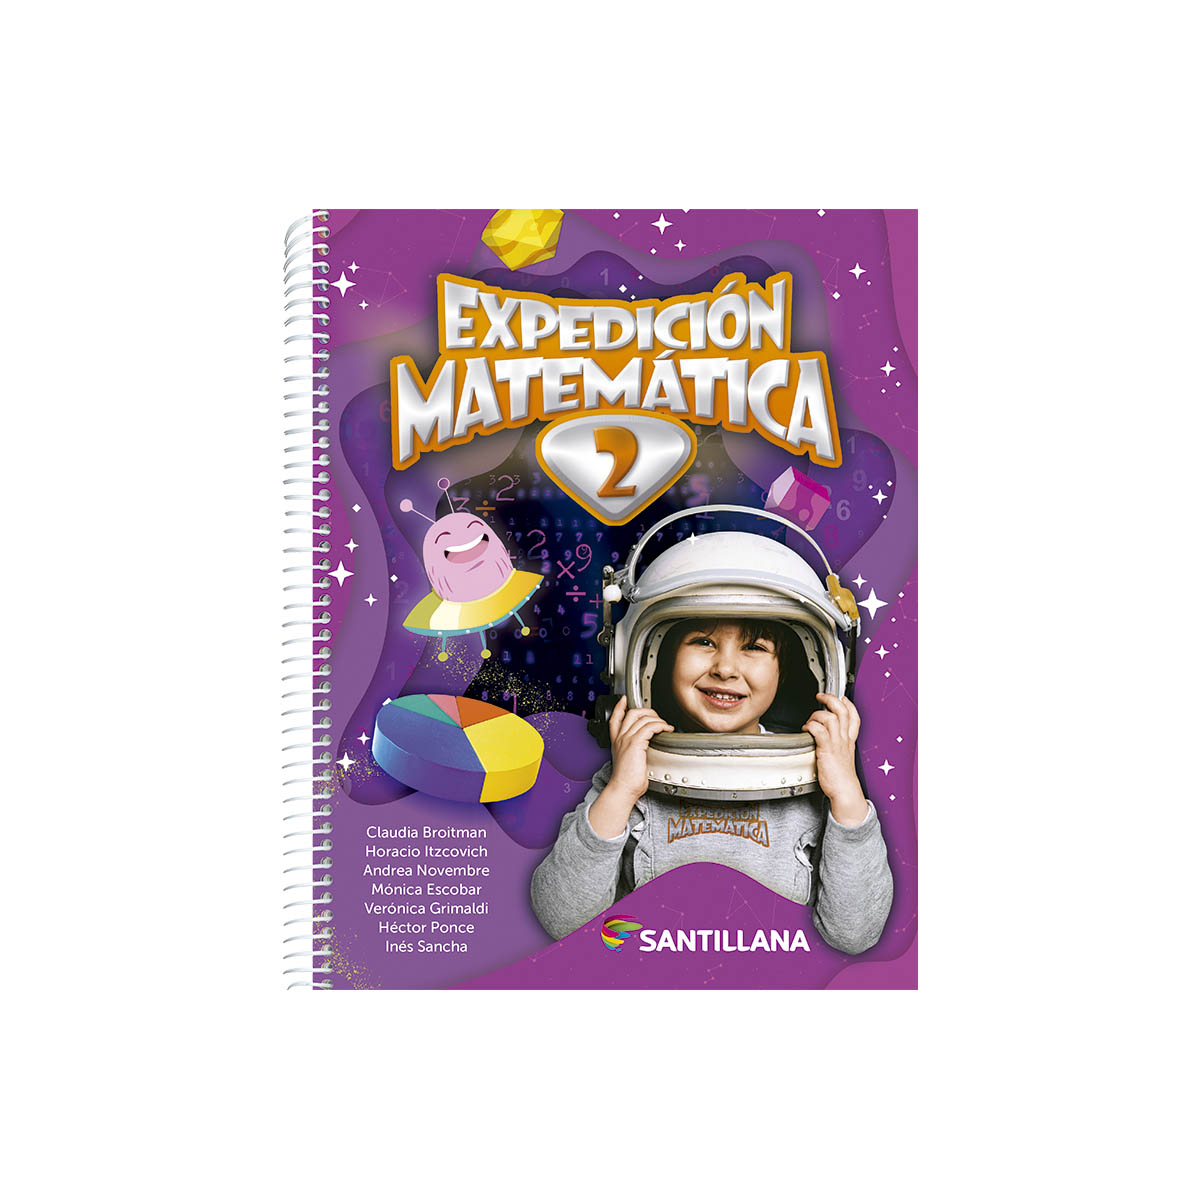 EXPEDICIÓN
MATEMÁTICA
2
EXPEDICIÓN
MATEMÁTICA
Claudia Broitman
Horacio Itzcovich
Andrea Novembre
Mónica Escobar
Verónica Grimaldi
Héctor Ponce
Inés Sancha
SANTILLANA